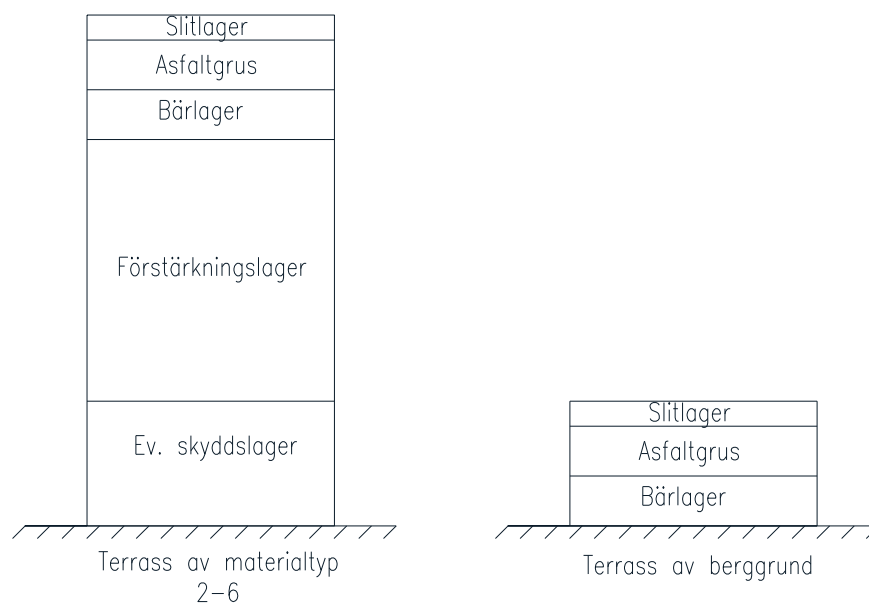 Slitlager
Asfaltgrus
Bärlager
Förstärkningslager
Ev. skyddslager
Terrass av materialtyp
2-6
Slitlager
Asfaltgrus
Bärlager
Terrass av berggrund